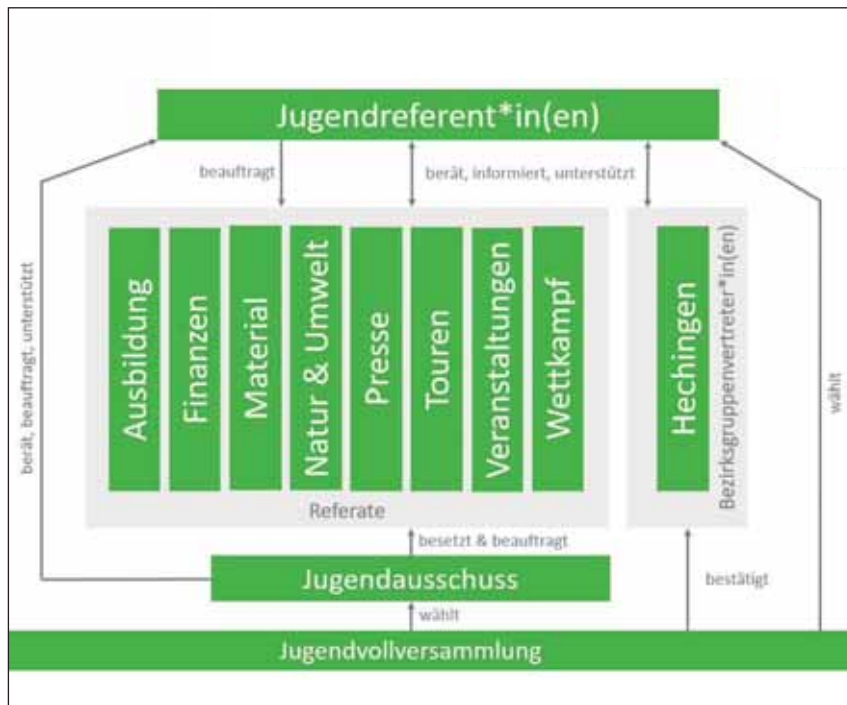 Jugendreferent*in(en)
beauftragt
berät, informiert, unterstützt
berät, beauftragt, unterstützt
Ausbildung
Finanzen
Material
Natur & Umwelt
Presse
Touren
Veranstaltungen
Wettkampf
Referate
Hechingen
Bezirksgruppenvertreter*in(en)
wählt
besetzt & beauftragt
Jugendausschuss
bestätigt
wählt
Jugendvollversammlung